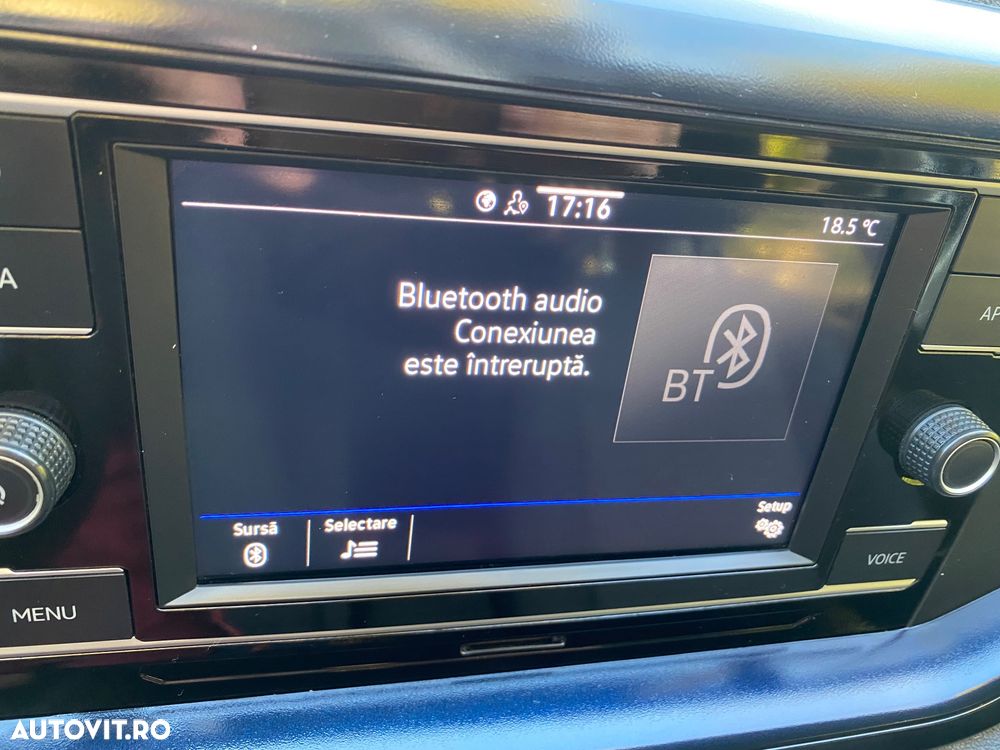 17:16
18.5 °C
Bluetooth audio
Conexiunea
este întreruptă.
BT
Sursă
Selectare
Setup
A
AP
MENU
VOICE
AUTOVIT.RO